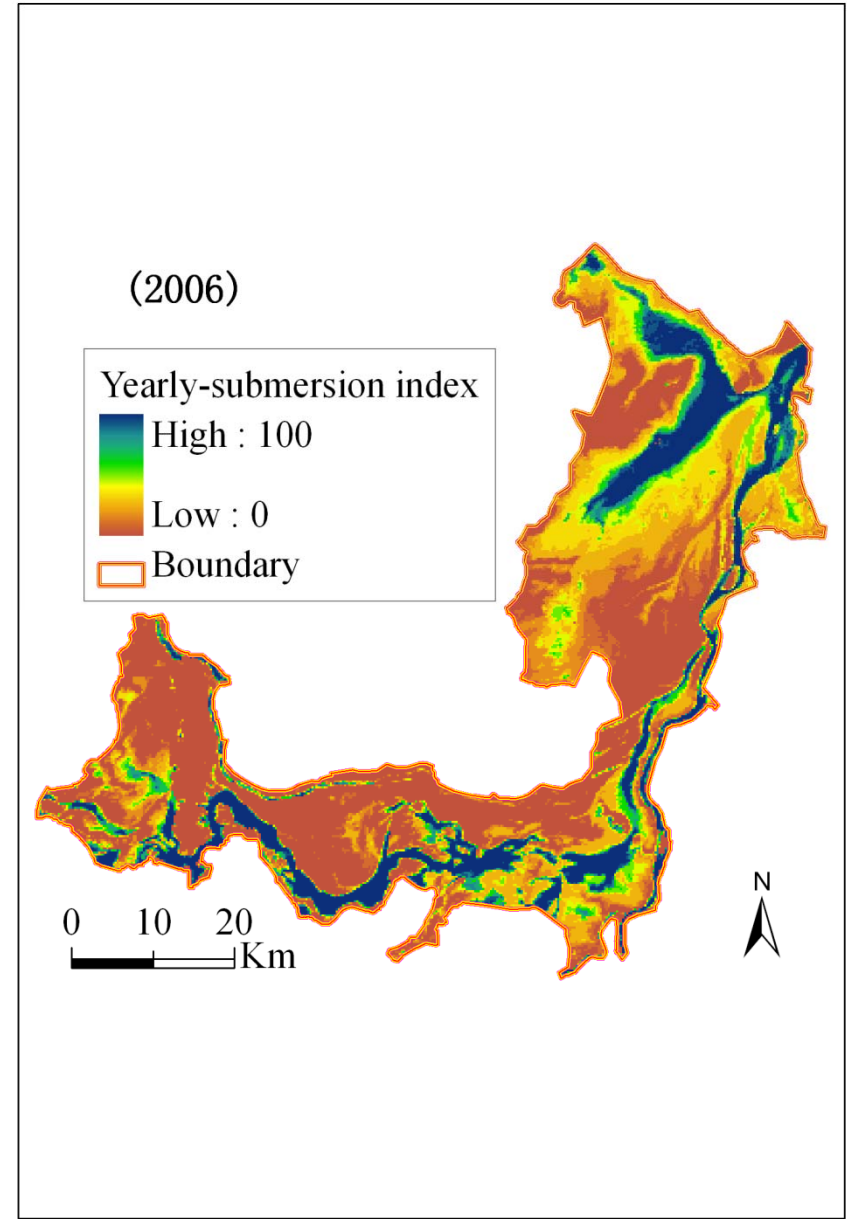 (2006)
Yearly-submersion index
High : 100
Low : 0
Boundary
N
0 10 20
Km